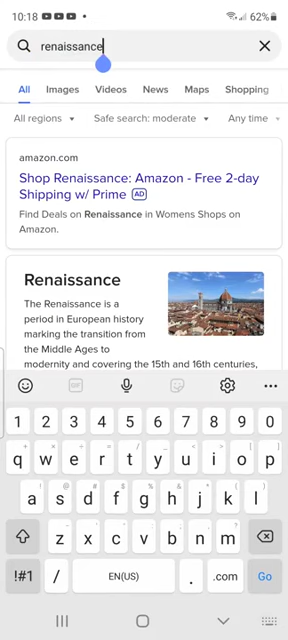 10:18
62%
renaissance
All Images Videos News Maps Shopping
All regions Safe search: moderate Any time
amazon.com
Shop Renaissance: Amazon - Free 2-day
Shipping w/ Prime AD
Find Deals on Renaissance in Womens Shops on
Amazon.
Renaissance
The Renaissance is a
period in European history
marking the transition from
the Middle Ages to
modernity and covering the 15th and 16th centuries,
GIF
1 2 3 4 5 6 7 8 9 0
q w e r t y u i o p
a s d f g h j k l
z x c v b n m
!#1 / EN(US) . .com Go